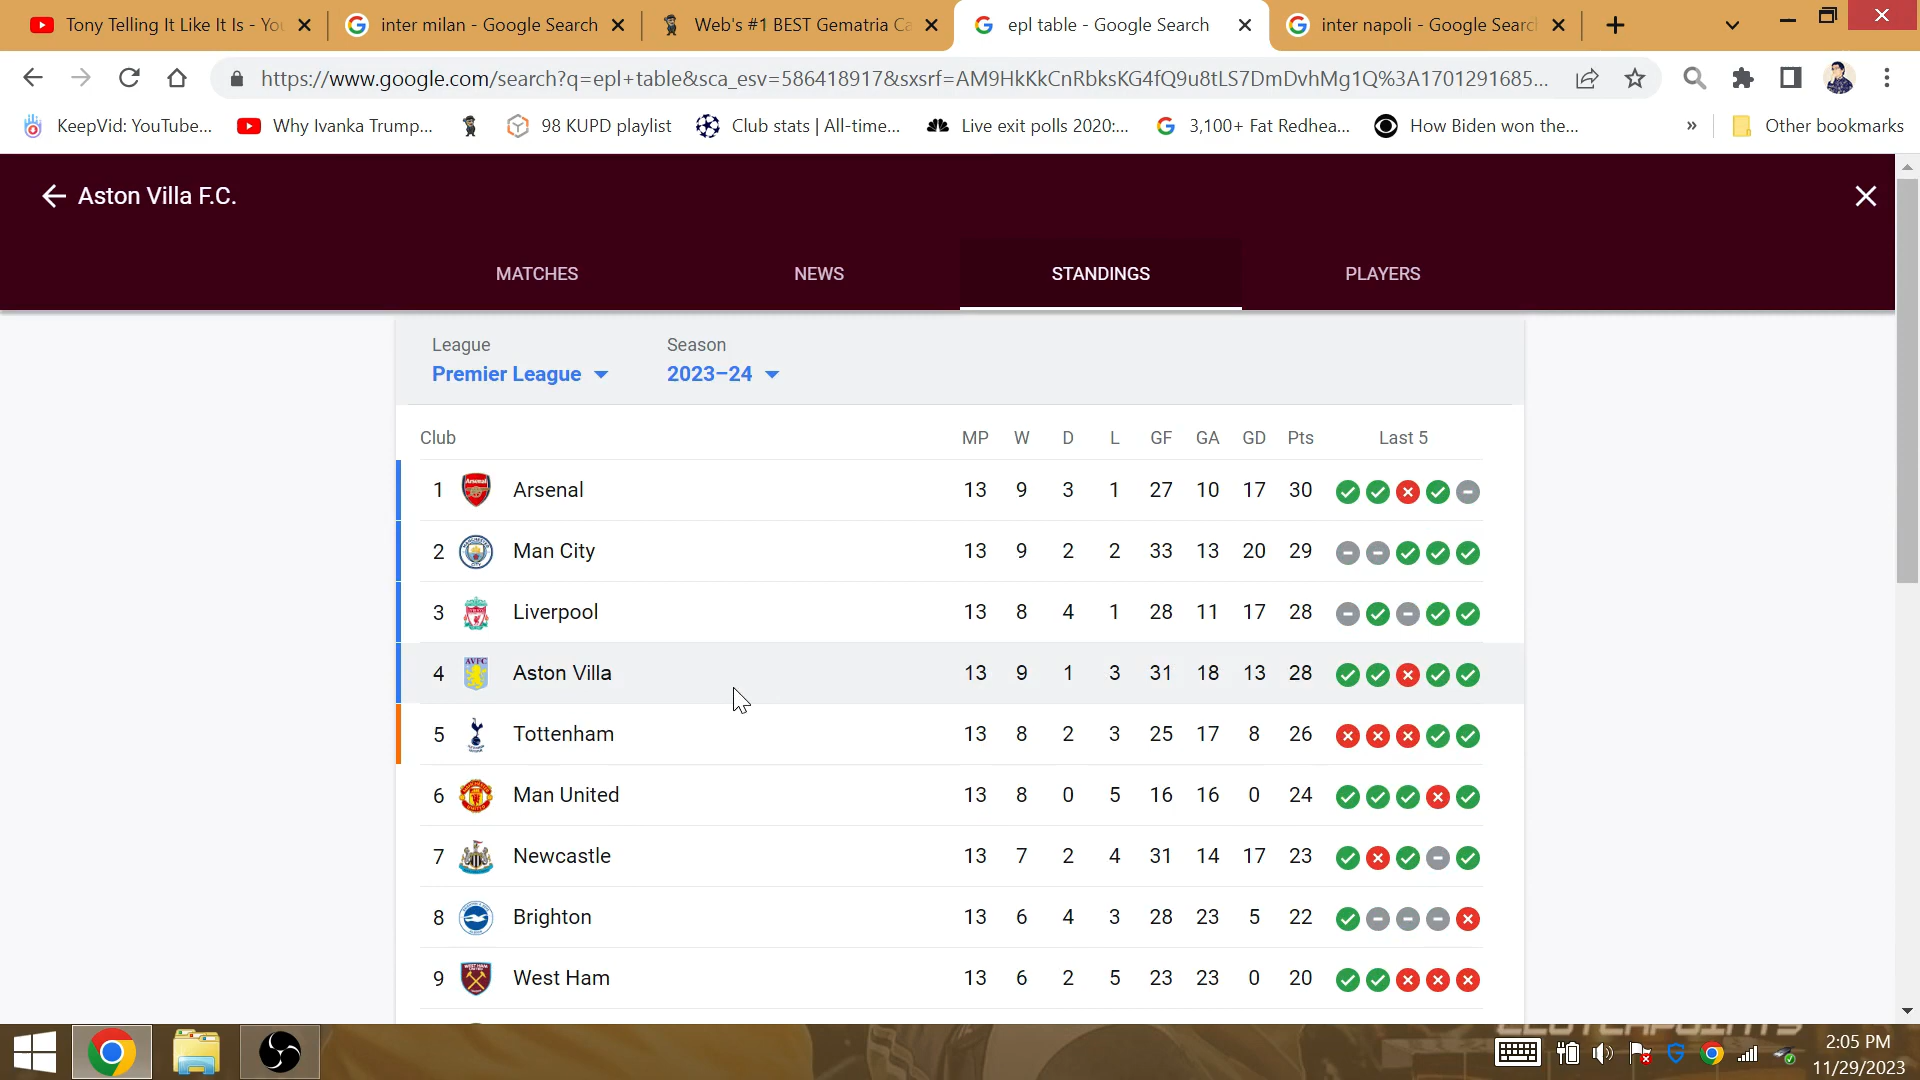 Tony Telling It Like It Is - You
inter milan - Google Search
Web's #1 BEST Gematria Ca
epl table - Google Search
inter napoli - Google Search
https://www.google.com/search?q=epl+table&sca_esv=586418917&sxsrf=AM9HkKkCnRbksKG4fQ9u8tLS7DmDvhMg1Q%3A1701291685...
KeepVid: YouTube...
Why Ivanka Trump...
98 KUPD playlist
Club stats | All-time...
Live exit polls 2020:...
3,100+ Fat Redhea...
How Biden won the...
»
Other bookmarks
Aston Villa F.C.
MATCHES NEWS STANDINGS PLAYERS
League Season
Premier League 2023–24
Club MP W D L GF GA GD Pts Last 5
1 Arsenal 13 9 3 1 27 10 17 30
2 Man City 13 9 2 2 33 13 20 29
3 Liverpool 13 8 4 1 28 11 17 28
4 AVFC Aston Villa 13 9 1 3 31 18 13 28
5 Tottenham 13 8 2 3 25 17 8 26
6 Man United 13 8 0 5 16 16 0 24
7 Newcastle 13 7 2 4 31 14 17 23
8 Brighton 13 6 4 3 28 23 5 22
9 West Ham 13 6 2 5 23 23 0 20
CLUTCHPOINTS
2:05 PM
11/29/2023